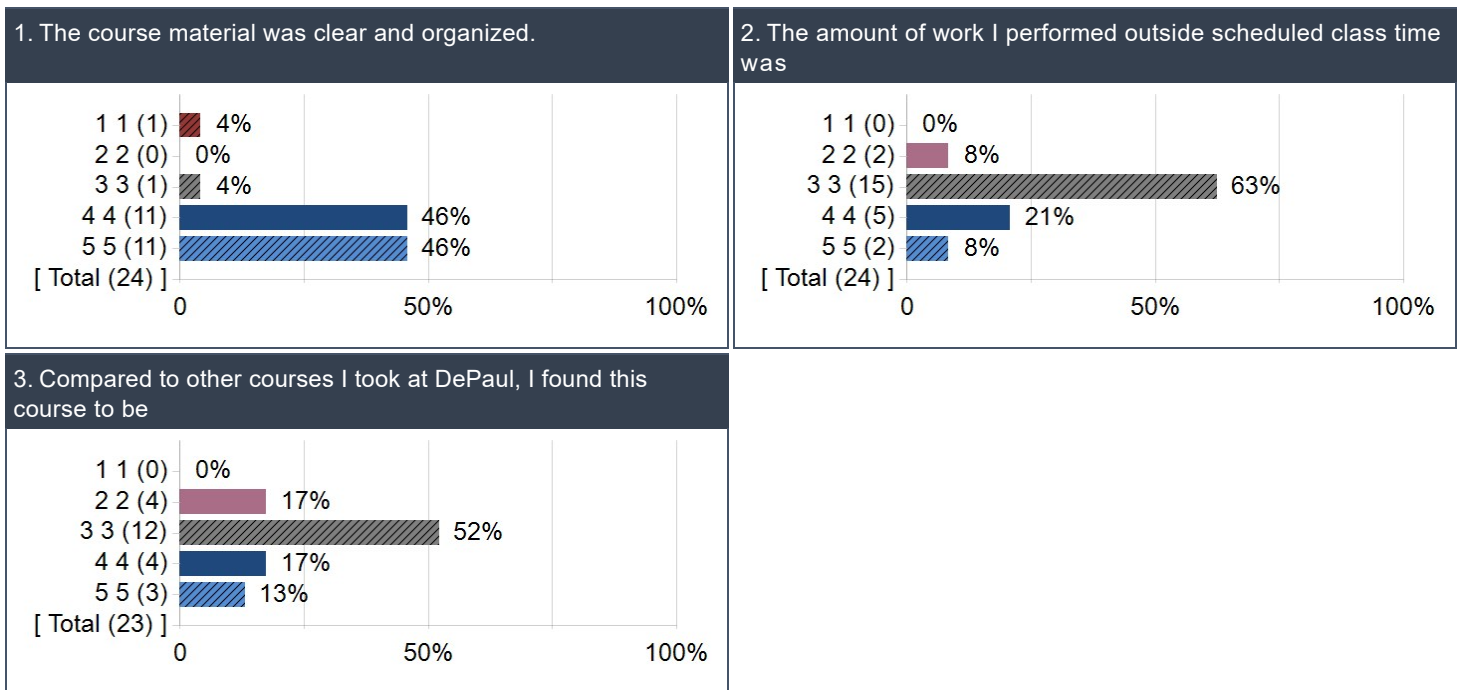 1. The course material was clear and organized.
1 1 (1) 4%
2 2 (0) 0%
3 3 (1) 4%
4 4 (11) 46%
5 5 (11) 46%
[ Total (24) ]
0 50% 100%
2. The amount of work I performed outside scheduled class time
was
1 1 (0) 0%
2 2 (2) 8%
3 3 (15) 63%
4 4 (5) 21%
5 5 (2) 8%
[ Total (24) ]
0 50% 100%
3. Compared to other courses I took at DePaul, I found this
course to be
1 1 (0) 0%
2 2 (4) 17%
3 3 (12) 52%
4 4 (4) 17%
5 5 (3) 13%
[ Total (23) ]
0 50% 100%